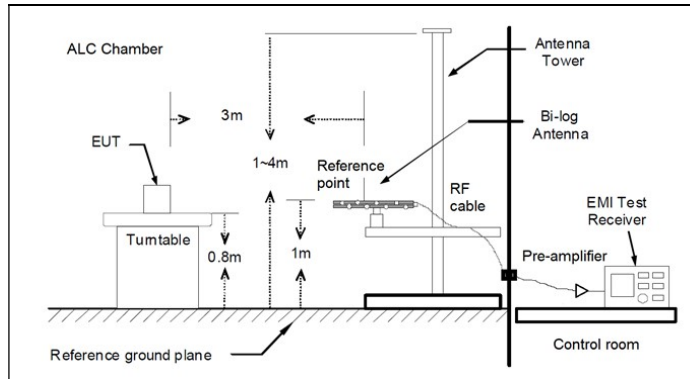 ALC Chamber
Antenna
Tower
3m
Bi-log
Antenna
EUT
1~4m
Reference
point
RF
cable
EMI Test
Receiver
Turntable
0.8m
1m
Pre-amplifier
Reference ground plane
Control room